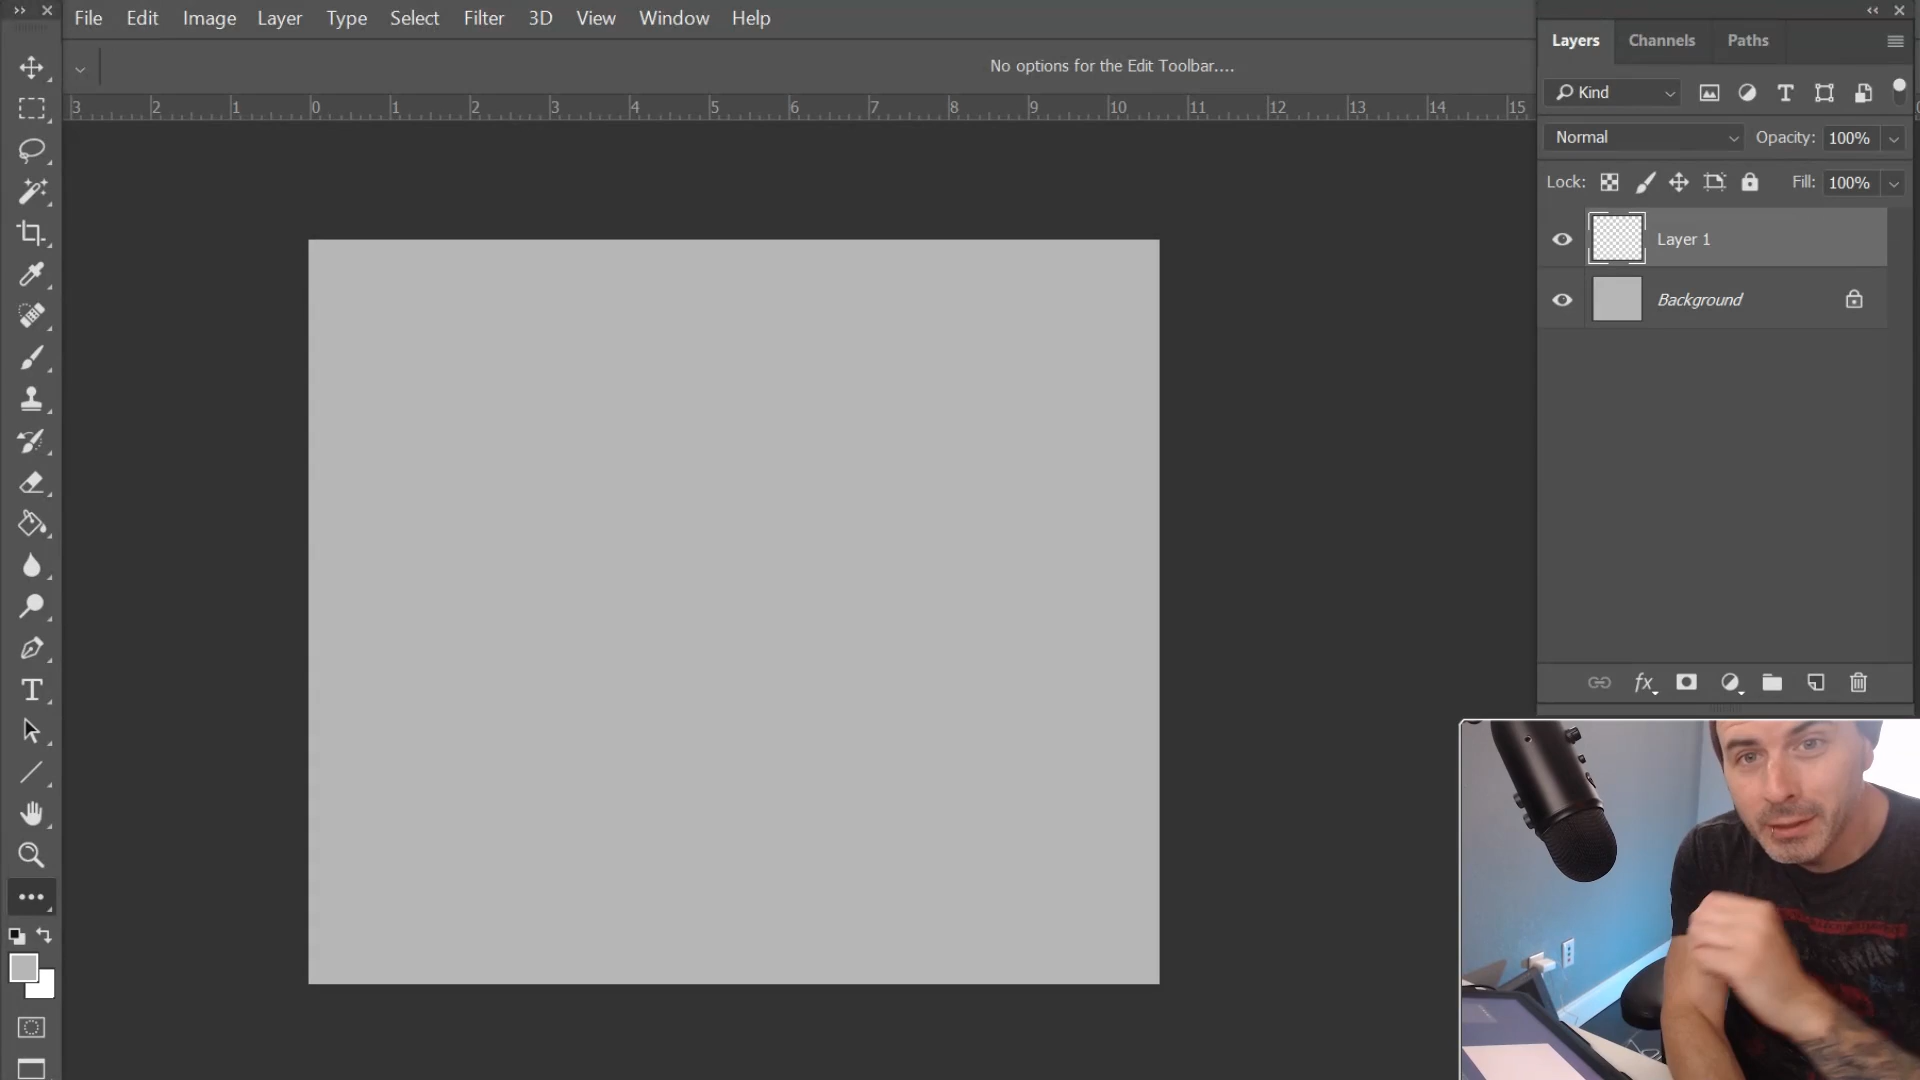 File Edit Image Layer Type Select Filter 3D View Window Help
No options for the Edit Toolbar....
3 2 1 0 1 2 3 4 5 6 7 8 9 10 11 12 13 14 15
Layers Channels Paths
Kind
Normal Opacity: 100%
Lock: Fill: 100%
Layer 1
Background
fx
T